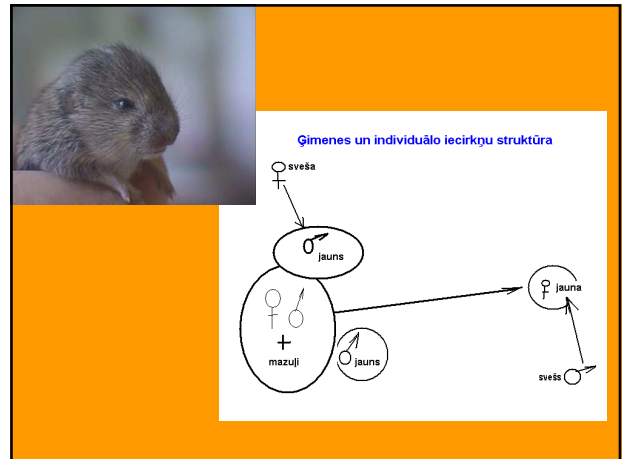 Ģimenes un individuālo iecirkņu struktūra
sveša
jauns
jauna
+
mazuļi
jauns
svešs